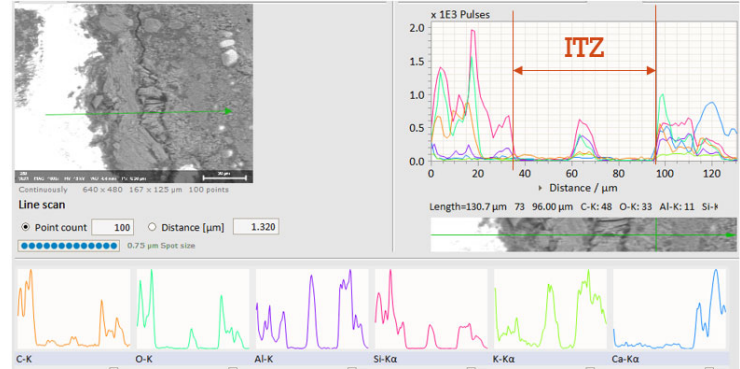 x 1E3 Pulses
ITZ
2.0
1.5
1.0
0.5
0.0
0 20 40 60 80 100 120
Distance / µm
Continuously 640 x 480 167 x 125 µm 100 points
Line scan
Length=130.7 µm 73 96.00 µm C-K: 48 O-K: 33 Al-K: 11 Si-K
Point count 100 Distance [µm] 1.320
0.75 µm Spot size
C-K O-K Al-K Si-Kα K-Kα Ca-Kα